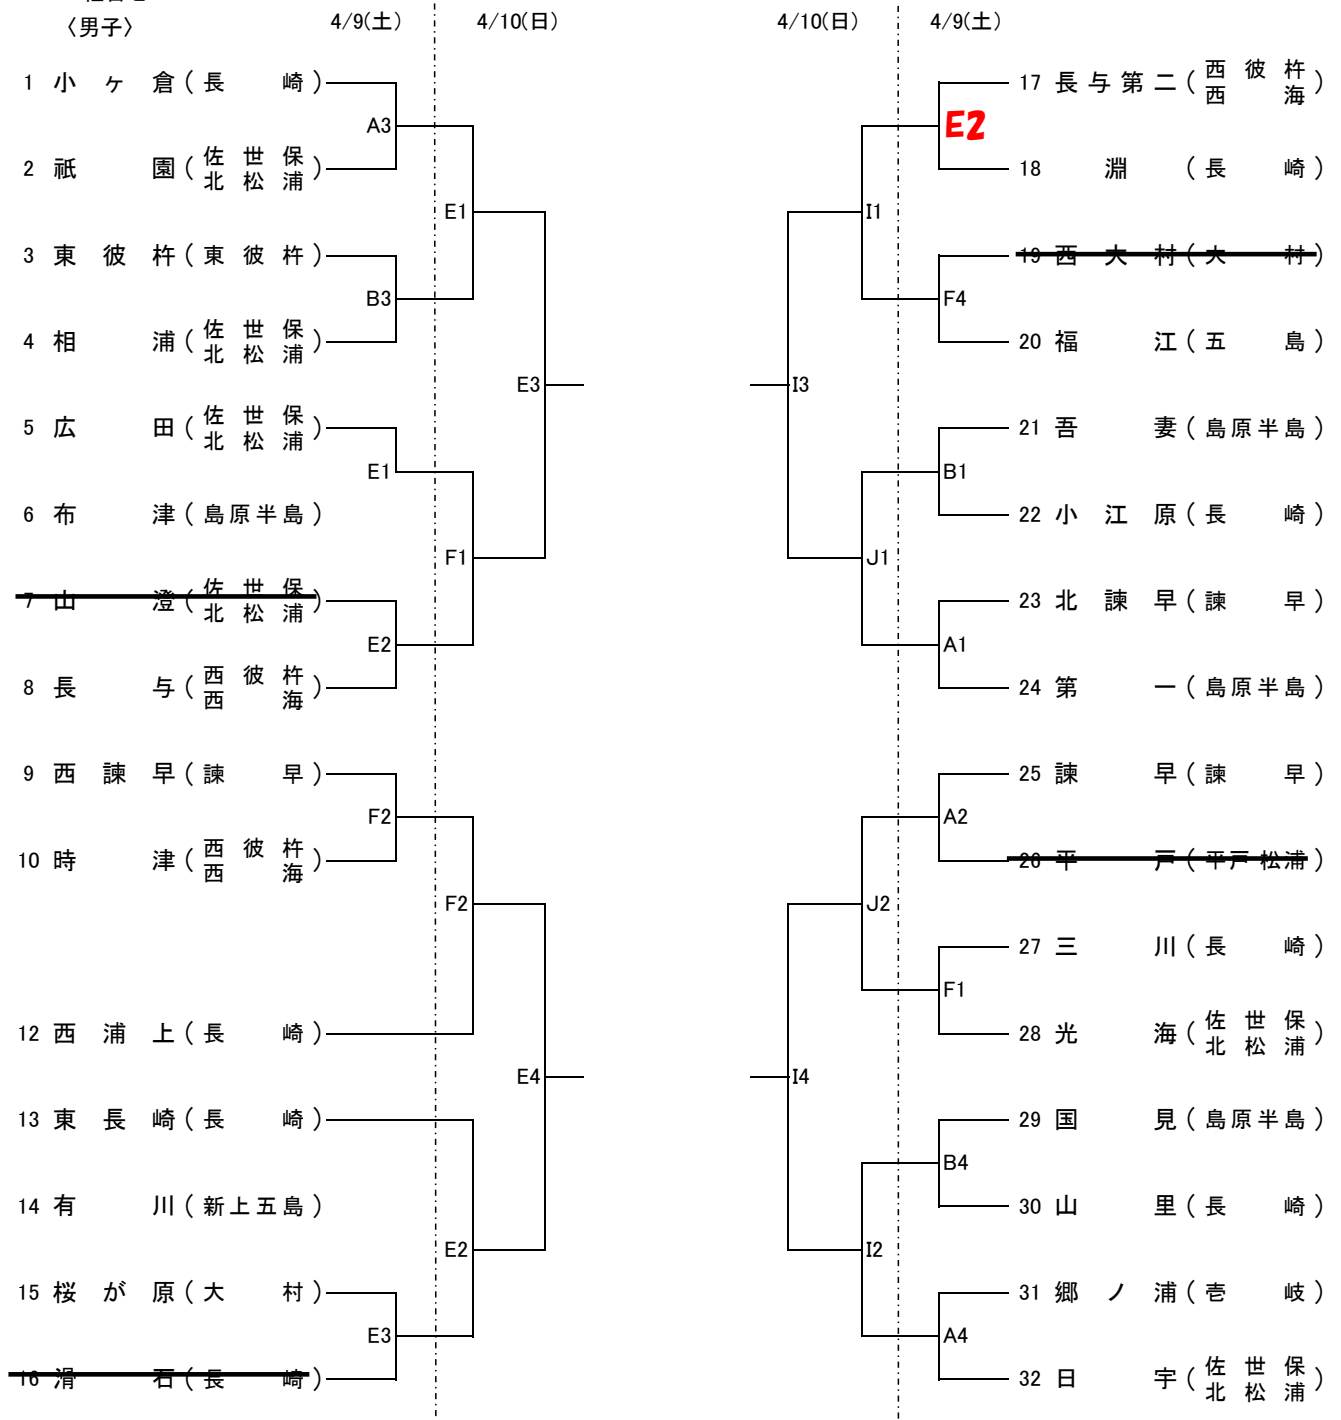 〈男子〉
4/9(土)
4/10(日)
4/10(日)
4/9(土)
1 小ヶ倉(長崎)
A3
2 祇園(佐世保北松浦)
E1
3 東彼杵(東彼杵)
B3
4 相浦(佐世保北松浦)
E3
5 広田(佐世保北松浦)
E1
6 布津(島原半島)
F1
7 山澄(佐世保北松浦)
E2
8 長与(西彼杵西海)
9 西諫早(諫早)
F2
10 時津(西彼杵西海)
F2
12 西浦上(長崎)
E4
13 東長崎(長崎)
14 有川(新上五島)
E2
15 桜が原(大村)
E3
16 滑石(長崎)
17 長与第二(西彼杵西海)
E2
18 淵(長崎)
I1
19 西大村(大村)
F4
20 福江(五島)
I3
21 吾妻(島原半島)
B1
22 小江原(長崎)
J1
23 北諫早(諫早)
A1
24 第一(島原半島)
25 諫早(諫早)
A2
26 平戸(平戸松浦)
J2
27 三川(長崎)
F1
28 光海(佐世保北松浦)
I4
29 国見(島原半島)
B4
30 山里(長崎)
I2
31 郷ノ浦(壱岐)
A4
32 日宇(佐世保北松浦)